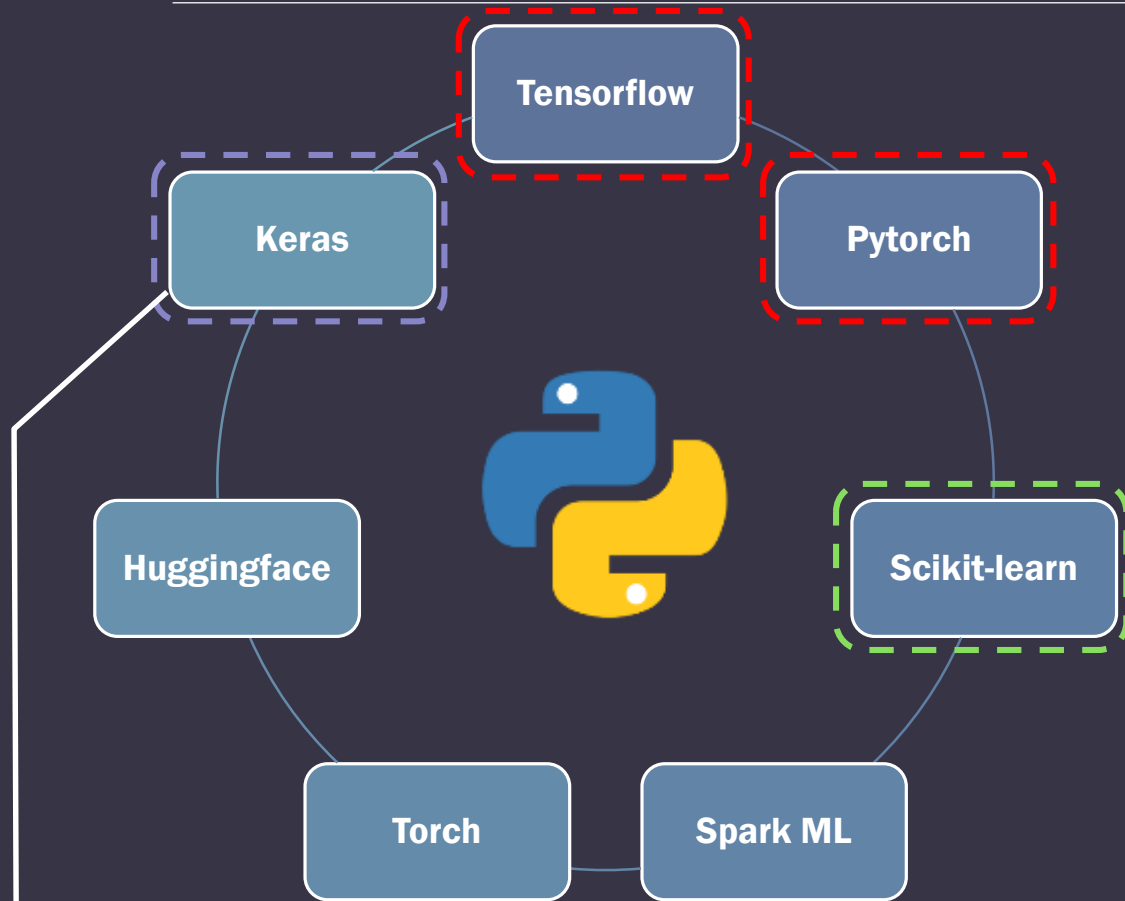 Tensorflow
Keras
Pytorch
Huggingface
Scikit-learn
Torch
Spark ML